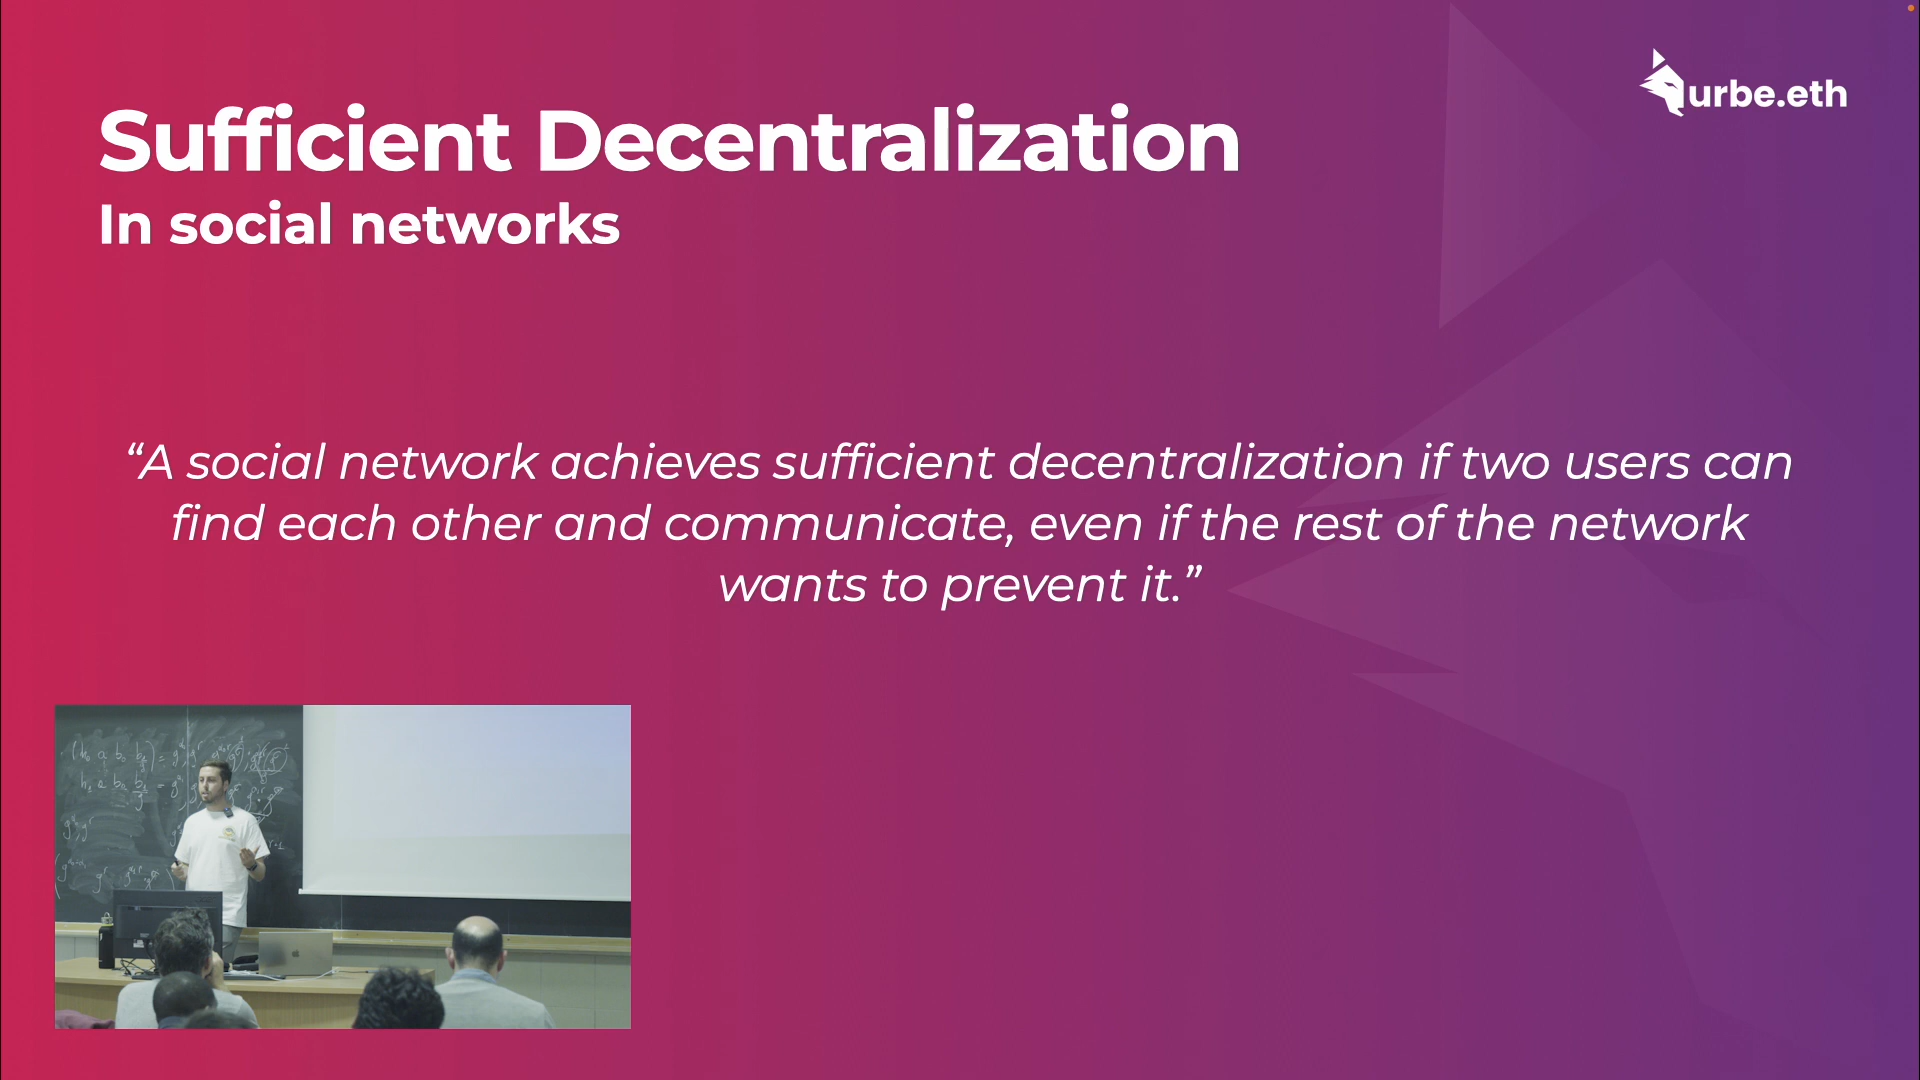 urbe.eth
Sufficient Decentralization
In social networks
“A social network achieves sufficient decentralization if two users can
find each other and communicate, even if the rest of the network
wants to prevent it.”